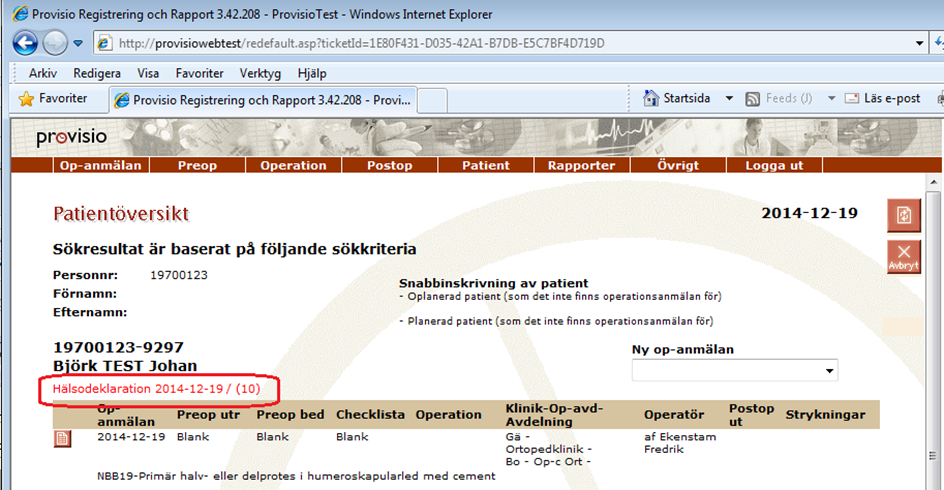 Provisio Registrering och Rapport 3.42.208 - ProvisioTest - Windows Internet Explorer
http://provisiowebtest/redefault.asp?ticketId=1E80F431-D035-42A1-B7DB-E5C7BF4D719D
Arkiv Redigera Visa Favoriter Verktyg Hjälp
Favoriter Provisio Registrering och Rapport 3.42.208 - Provi... Startsida Feeds (J) Läs e-post
provisio
Op-anmälan Preop Operation Postop Patient Rapporter Övrigt Logga ut
Patientöversikt 2014-12-19
Sökresultat är baserat på följande sökkriteria
Avbryt
Personnr: 19700123
Förnamn:
Efternamn:
Snabbinskrivning av patient
- Oplanerad patient (som det inte finns operationsanmälan för)
- Planerad patient (som det inte finns operationsanmälan för)
19700123-9297
Björk TEST Johan
Ny op-anmälan
Hälsodeklaration 2014-12-19 / (10)
Op-anmälan Preop utr Preop bed Checklista Operation Klinik-Op-avd-Avdelning Operatör Postop ut Strykningar
2014-12-19 Blank Blank Blank Gä - af Ekenstam
Ortopedklinik - Fredrik
Bo - Op-c Ort -
NBB19-Primär halv- eller delprotes i humeroskapularled med cement